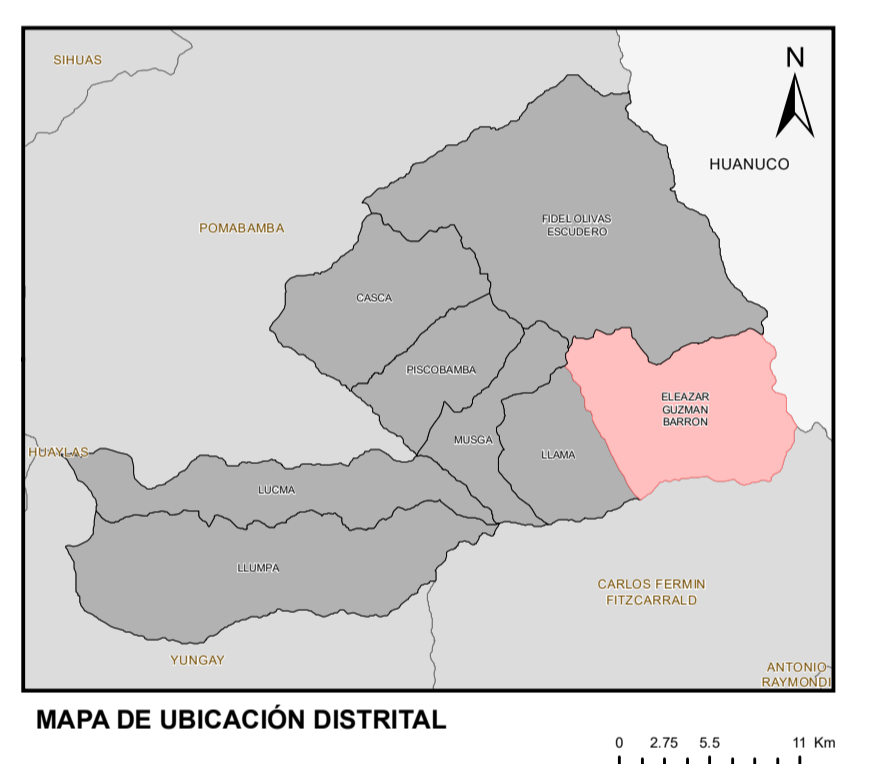 SIHUAS
N
HUANUCO
POMABAMBA
FIDEL OLIVAS
ESCUDERO
CASCA
PISCOBAMBA
ELEAZAR
GUZMAN
BARRON
MUSGA
LLAMA
HUAYLAS
LUCMA
LLUMPA
CARLOS FERMIN
FITZCARRALD
YUNGAY
ANTONIO
RAYMONDI
MAPA DE UBICACIÓN DISTRITAL
0 2.75 5.5 11 Km